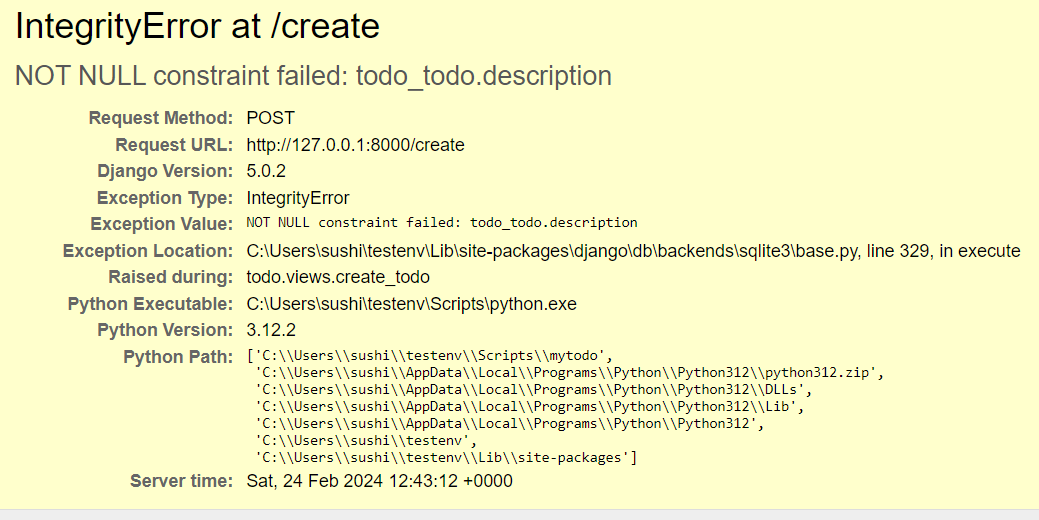 IntegrityError at /create
NOT NULL constraint failed: todo_todo.description
Request Method: POST
Request URL: http://127.0.0.1:8000/create
Django Version: 5.0.2
Exception Type: IntegrityError
Exception Value: NOT NULL constraint failed: todo_todo.description
Exception Location: C:\Users\sushi\testenv\Lib\site-packages\django\db\backends\sqlite3\base.py, line 329, in execute
Raised during: todo.views.create_todo
Python Executable: C:\Users\sushi\testenv\Scripts\python.exe
Python Version: 3.12.2
Python Path: ['C:\\Users\\sushi\\testenv\\Scripts\\mytodo',
'C:\\Users\\sushi\\AppData\\Local\\Programs\\Python\\Python312\\python312.zip',
'C:\\Users\\sushi\\AppData\\Local\\Programs\\Python\\Python312\\DLLs',
'C:\\Users\\sushi\\AppData\\Local\\Programs\\Python\\Python312\\Lib',
'C:\\Users\\sushi\\AppData\\Local\\Programs\\Python\\Python312',
'C:\\Users\\sushi\\testenv',
'C:\\Users\\sushi\\testenv\\Lib\\site-packages']
Server time: Sat, 24 Feb 2024 12:43:12 +0000